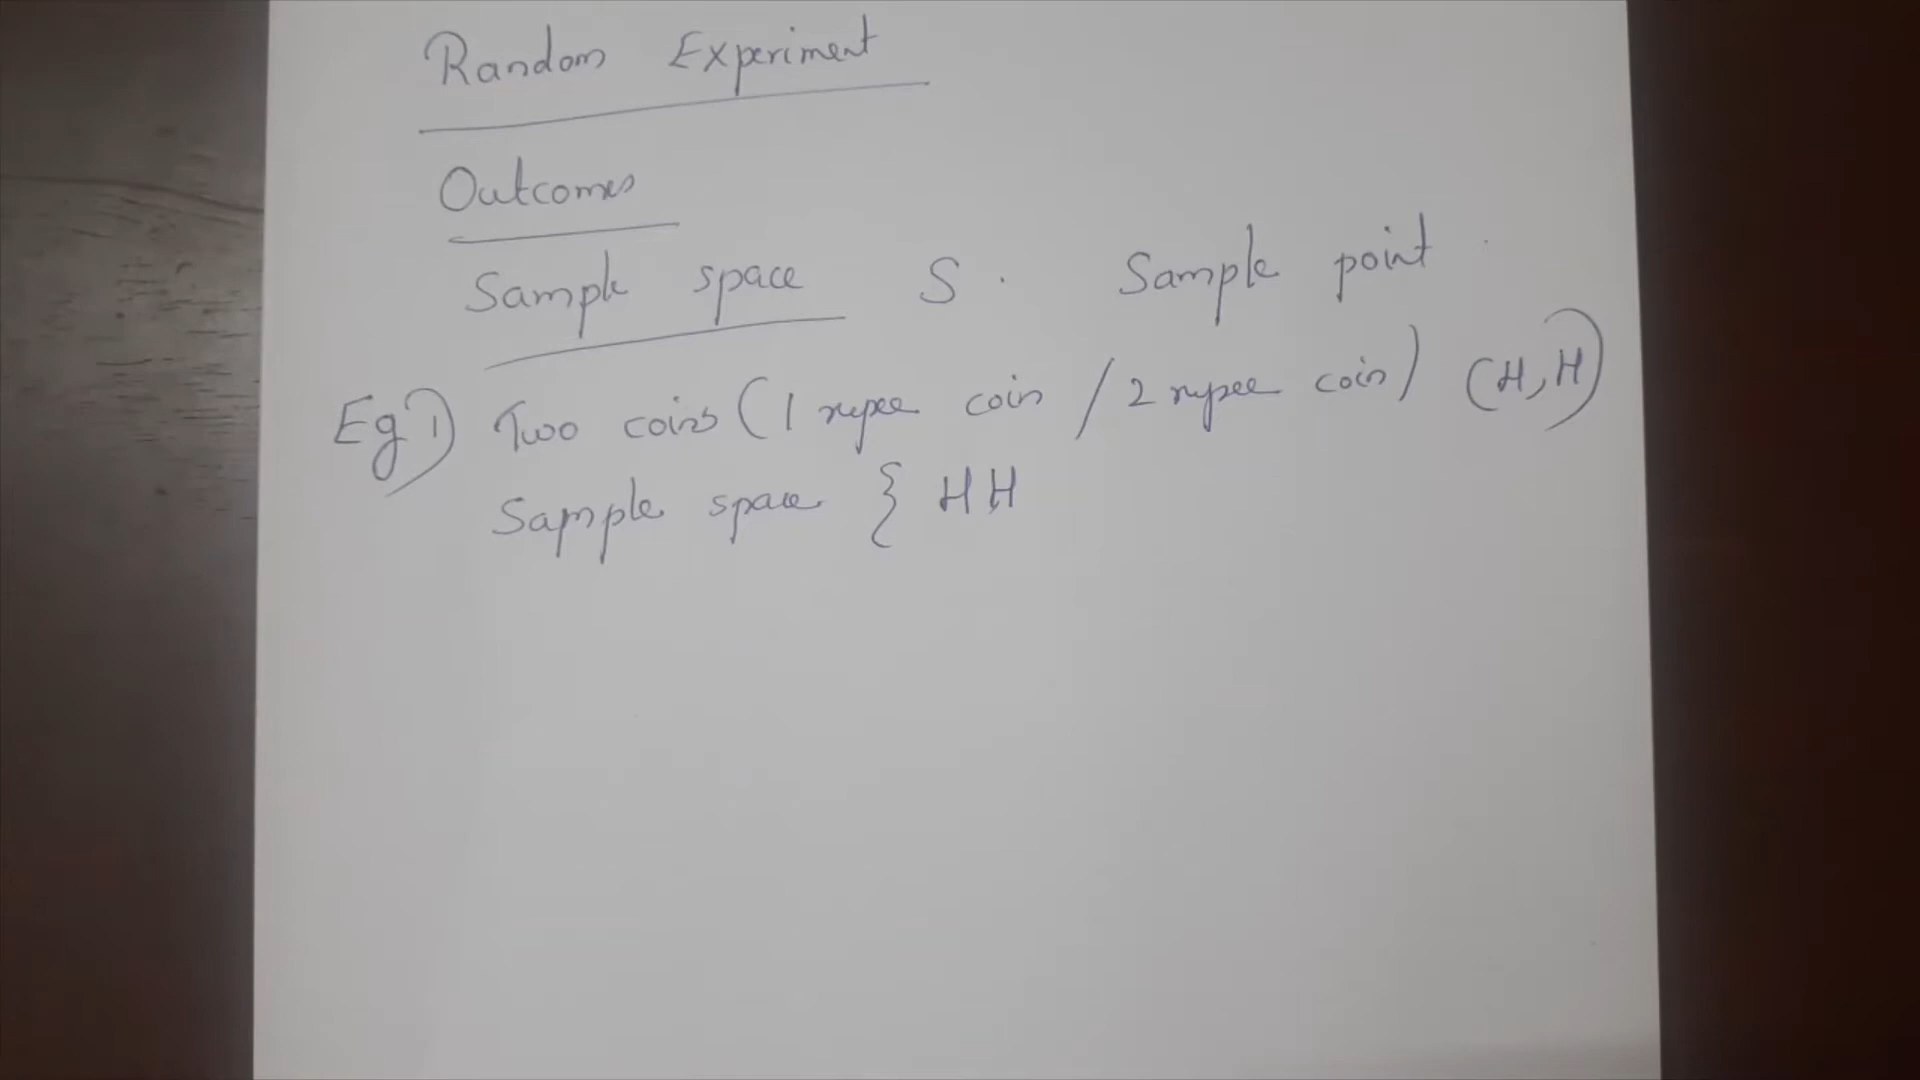 Random Experiment
Outcomes
Sample space S. Sample point.
Eg 1) Two coins (1 rupee coin / 2 rupee coin) (H, H)
Sample space { HH